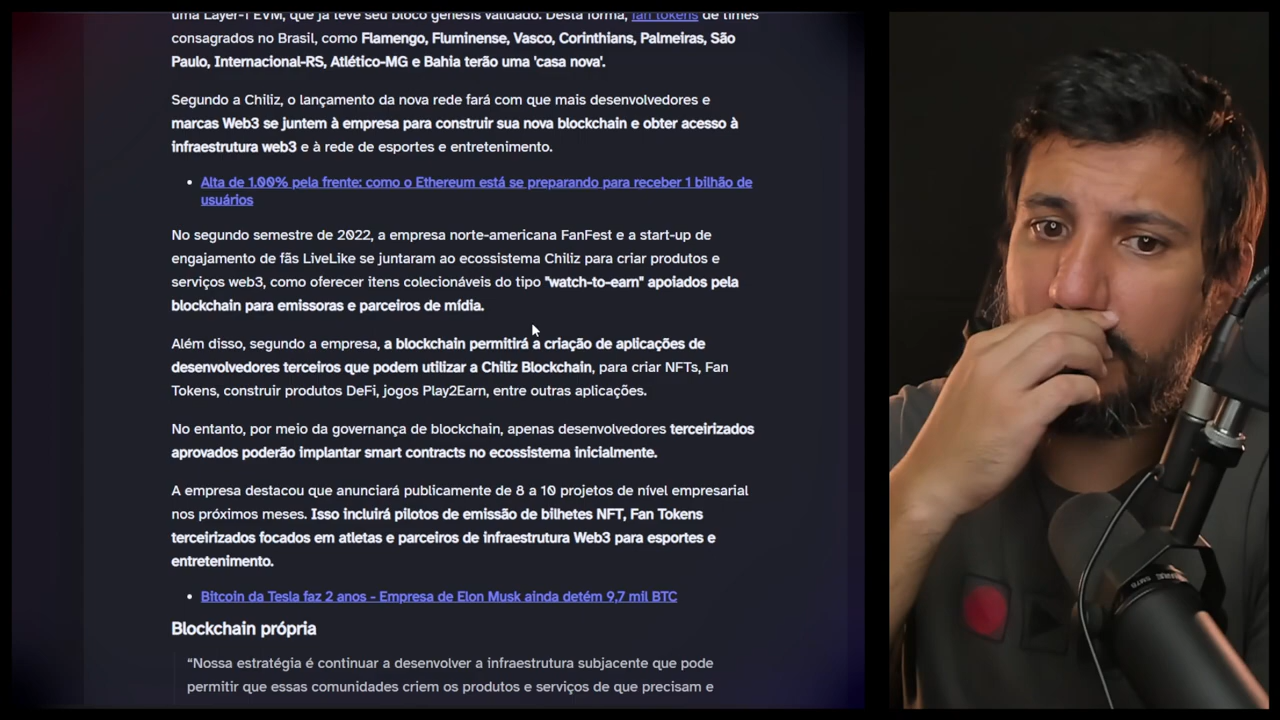 uma Layer-1 EVM, que já teve seu bloco gênesis validado. Desta forma, fan tokens de times
consagrados no Brasil, como Flamengo, Fluminense, Vasco, Corinthians, Palmeiras, São
Paulo, Internacional-RS, Atlético-MG e Bahia terão uma 'casa nova'.
Segundo a Chiliz, o lançamento da nova rede fará com que mais desenvolvedores e
marcas Web3 se juntem à empresa para construir sua nova blockchain e obter acesso à
infraestrutura web3 e à rede de esportes e entretenimento.
• Alta de 1.00% pela frente: como o Ethereum está se preparando para receber 1 bilhão de
usuários
No segundo semestre de 2022, a empresa norte-americana FanFest e a start-up de
engajamento de fãs LiveLike se juntaram ao ecossistema Chiliz para criar produtos e
serviços web3, como oferecer itens colecionáveis do tipo "watch-to-earn" apoiados pela
blockchain para emissoras e parceiros de mídia.
Além disso, segundo a empresa, a blockchain permitirá a criação de aplicações de
desenvolvedores terceiros que podem utilizar a Chiliz Blockchain, para criar NFTs, Fan
Tokens, construir produtos DeFi, jogos Play2Earn, entre outras aplicações.
No entanto, por meio da governança de blockchain, apenas desenvolvedores terceirizados
aprovados poderão implantar smart contracts no ecossistema inicialmente.
A empresa destacou que anunciará publicamente de 8 a 10 projetos de nível empresarial
nos próximos meses. Isso incluirá pilotos de emissão de bilhetes NFT, Fan Tokens
terceirizados focados em atletas e parceiros de infraestrutura Web3 para esportes e
entretenimento.
• Bitcoin da Tesla faz 2 anos - Empresa de Elon Musk ainda detém 9,7 mil BTC
Blockchain própria
“Nossa estratégia é continuar a desenvolver a infraestrutura subjacente que pode
permitir que essas comunidades criem os produtos e serviços de que precisam e
SM7B